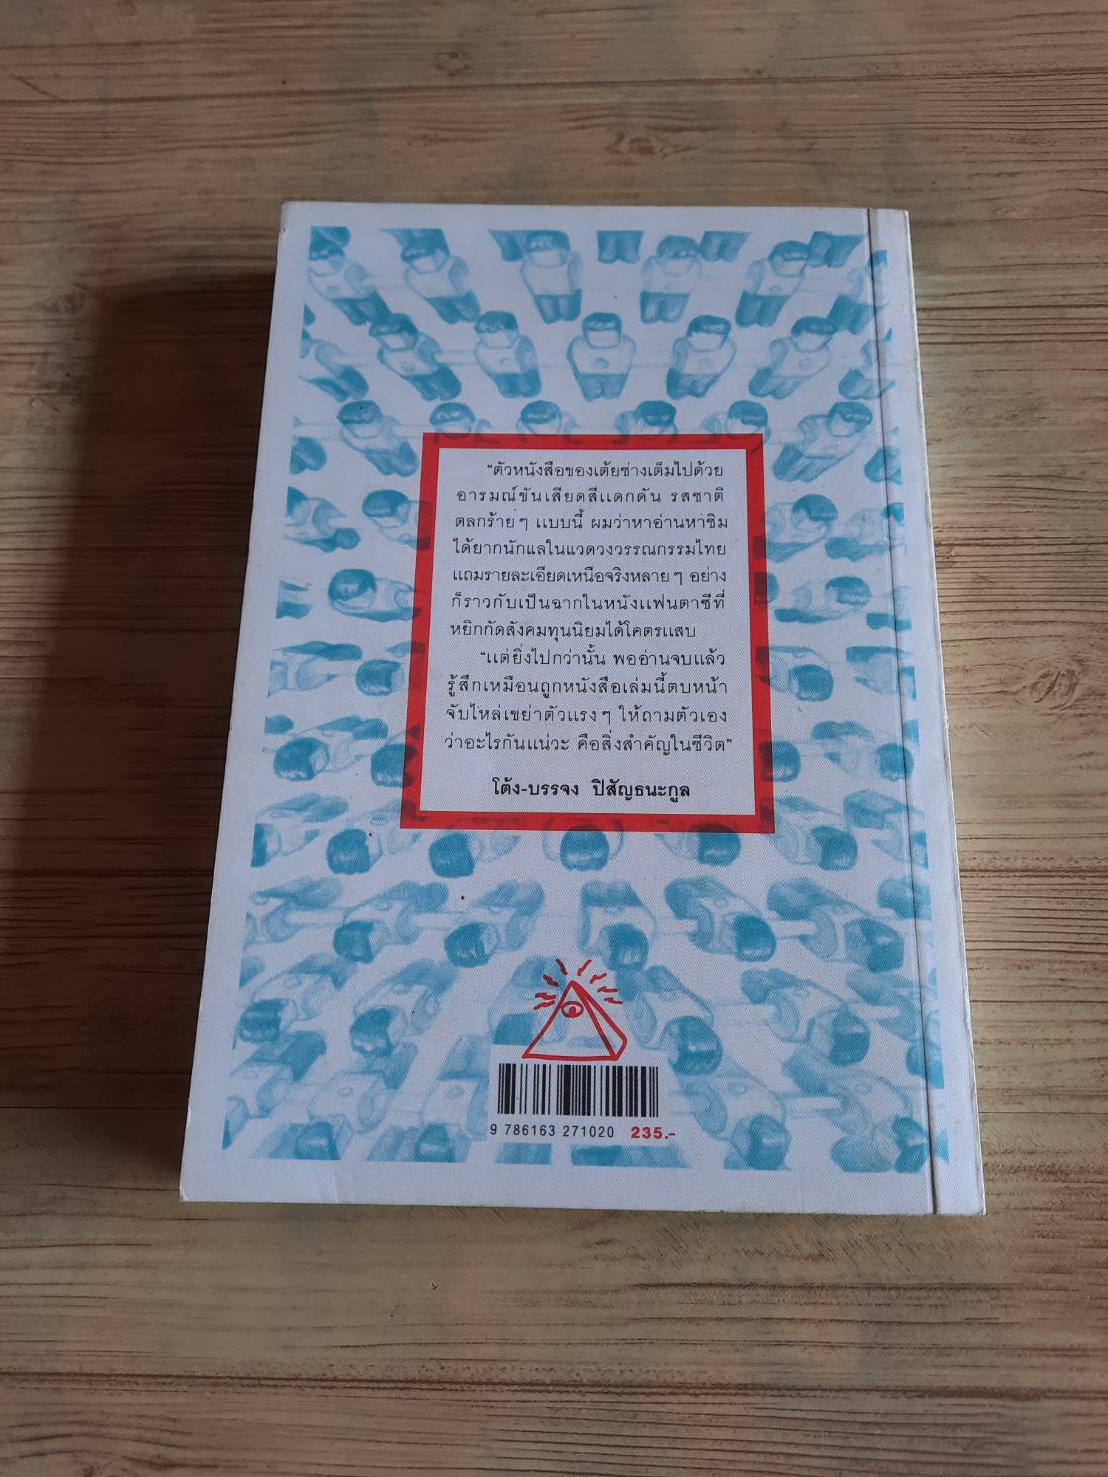 “ตัวหนังสือของเต้ยช่างเต็มไปด้วย
อารมณ์ขันเสียดสีแดกดัน รสชาติ
ตลกร้ายๆ แบบนี้ ผมว่าหาอ่านหาชิม
ได้ยากนักแลในแวดวงวรรณกรรมไทย
แถมรายละเอียดเหนือจริงหลายๆ อย่าง
ก็ราวกับเป็นฉากในหนังแฟนตาซีที่
หยิกกัดสังคมทุนนิยมได้โคตรแสบ
“แต่ยิ่งไปกว่านั้น พออ่านจบแล้ว
รู้สึกเหมือนถูกหนังสือเล่มนี้ตบหน้า
จับไหล่เขย่าตัวแรงๆ ให้ถามตัวเอง
ว่าอะไรกันแน่วะ คือสิ่งสำคัญในชีวิต”
โต้ง-บรรจง ปิสัญธนะกูล
9 786163 271020 235.-